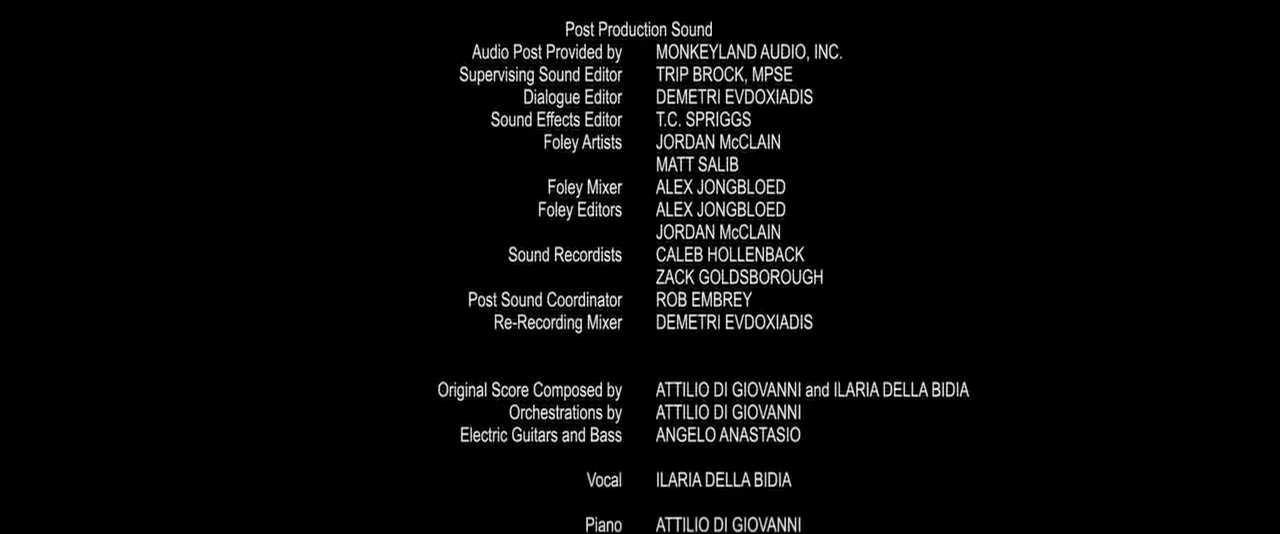 Post Production Sound
Audio Post Provided by MONKEYLAND AUDIO, INC.
Supervising Sound Editor TRIP BROCK, MPSE
Dialogue Editor DEMETRI EVDOXIADIS
Sound Effects Editor T.C. SPRIGGS
Foley Artists JORDAN McCLAIN
MATT SALIB
Foley Mixer ALEX JONGBLOED
Foley Editors ALEX JONGBLOED
JORDAN McCLAIN
Sound Recordists CALEB HOLLENBACK
ZACK GOLDSBOROUGH
Post Sound Coordinator ROB EMBREY
Re-Recording Mixer DEMETRI EVDOXIADIS
Original Score Composed by ATTILIO DI GIOVANNI and ILARIA DELLA BIDIA
Orchestrations by ATTILIO DI GIOVANNI
Electric Guitars and Bass ANGELO ANASTASIO
Vocal ILARIA DELLA BIDIA
Piano ATTILIO DI GIOVANNI